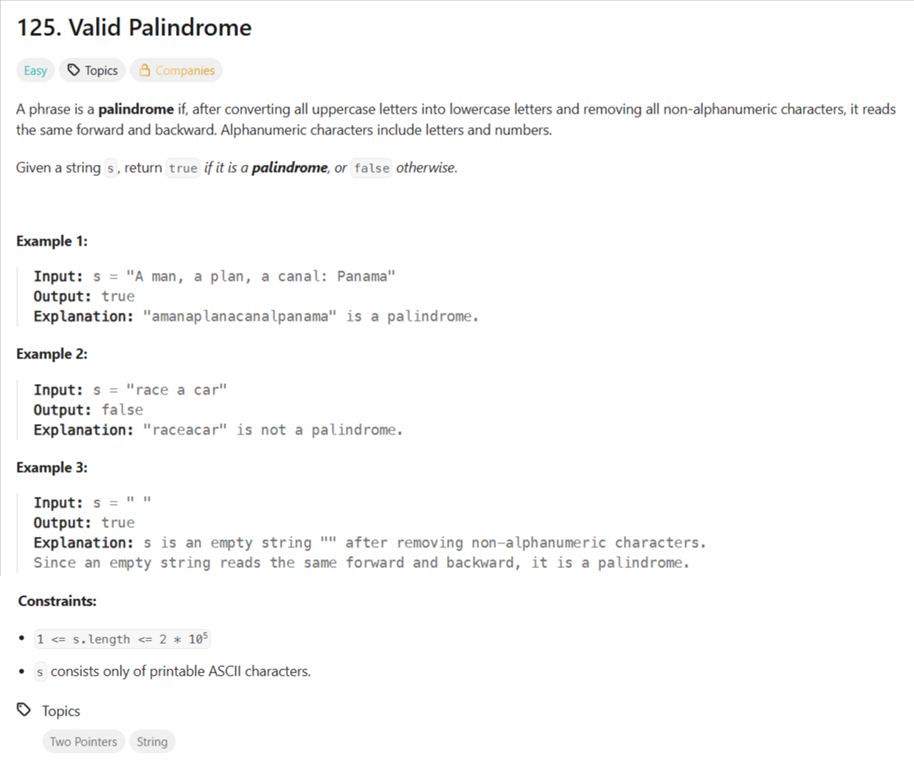 125. Valid Palindrome
Easy Topics Companies
A phrase is a palindrome if, after converting all uppercase letters into lowercase letters and removing all non-alphanumeric characters, it reads
the same forward and backward. Alphanumeric characters include letters and numbers.
Given a string s, return true if it is a palindrome, or false otherwise.
Example 1:
Input: s = "A man, a plan, a canal: Panama"
Output: true
Explanation: "amanaplanacanalpanama" is a palindrome.
Example 2:
Input: s = "race a car"
Output: false
Explanation: "raceacar" is not a palindrome.
Example 3:
Input: s = " "
Output: true
Explanation: s is an empty string "" after removing non-alphanumeric characters.
Since an empty string reads the same forward and backward, it is a palindrome.
Constraints:
• 1 <= s.length <= 2 * 10⁵
• s consists only of printable ASCII characters.
Topics
Two Pointers String